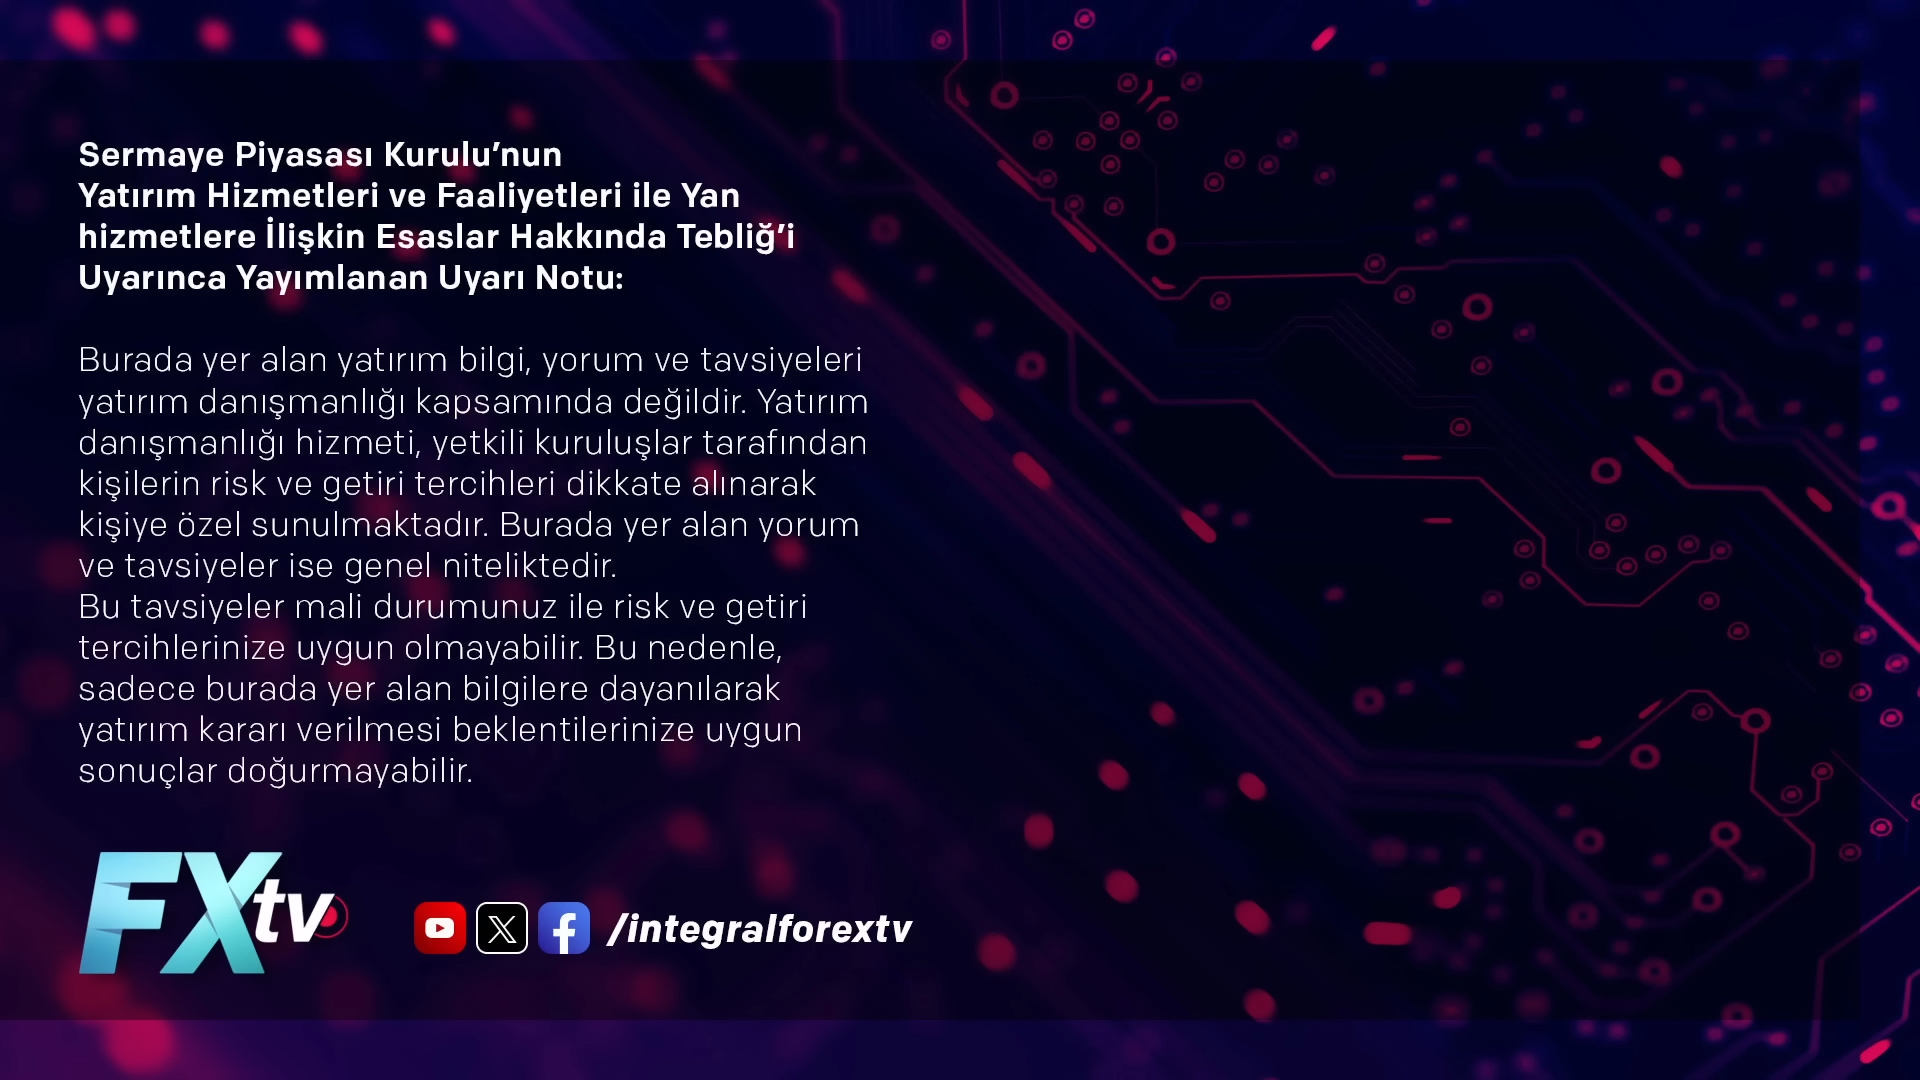 Sermaye Piyasası Kurulu’nun
Yatırım Hizmetleri ve Faaliyetleri ile Yan
hizmetlere İlişkin Esaslar Hakkında Tebliğ’i
Uyarınca Yayımlanan Uyarı Notu:
Burada yer alan yatırım bilgi, yorum ve tavsiyeleri
yatırım danışmanlığı kapsamında değildir. Yatırım
danışmanlığı hizmeti, yetkili kuruluşlar tarafından
kişilerin risk ve getiri tercihleri dikkate alınarak
kişiye özel sunulmaktadır. Burada yer alan yorum
ve tavsiyeler ise genel niteliktedir.
Bu tavsiyeler mali durumunuz ile risk ve getiri
tercihlerinize uygun olmayabilir. Bu nedenle,
sadece burada yer alan bilgilere dayanılarak
yatırım kararı verilmesi beklentilerinize uygun
sonuçlar doğurmayabilir.
FXtv
/integralforextv